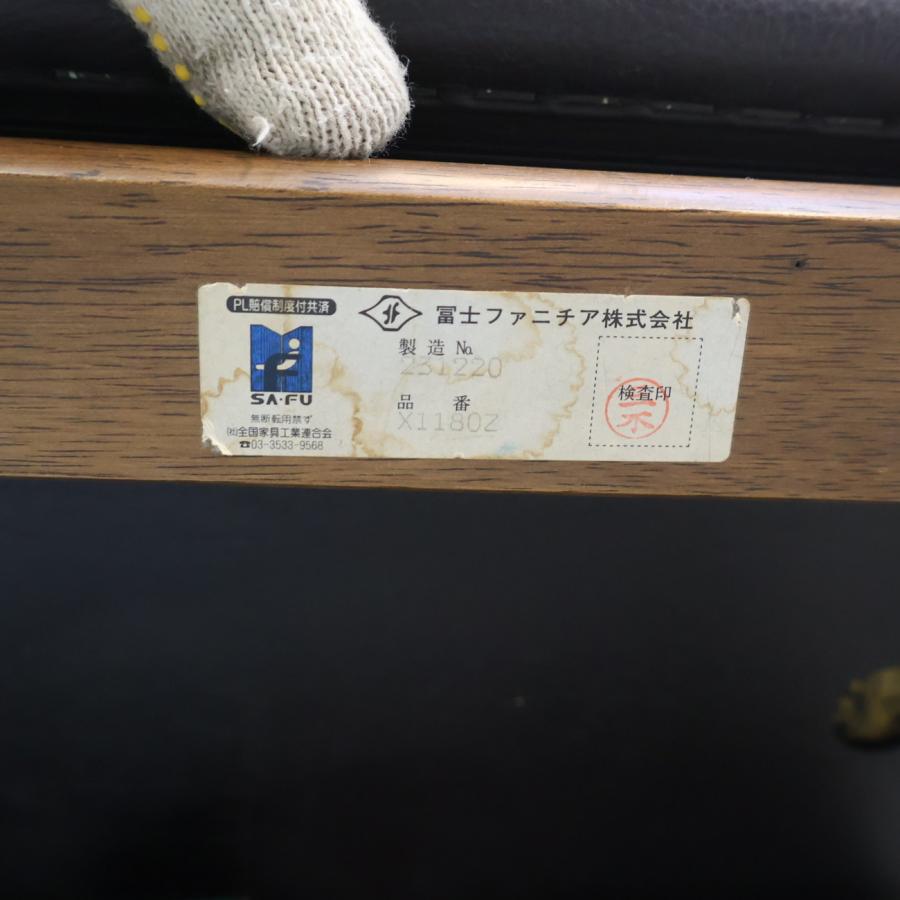 PL賠償制度付共済
SA·FU
無断転用禁ず
㈳全国家具工業連合会
☎03-3533-9568
冨士ファニチア株式会社
製造 №
231220
品番
X1180Z
検査印